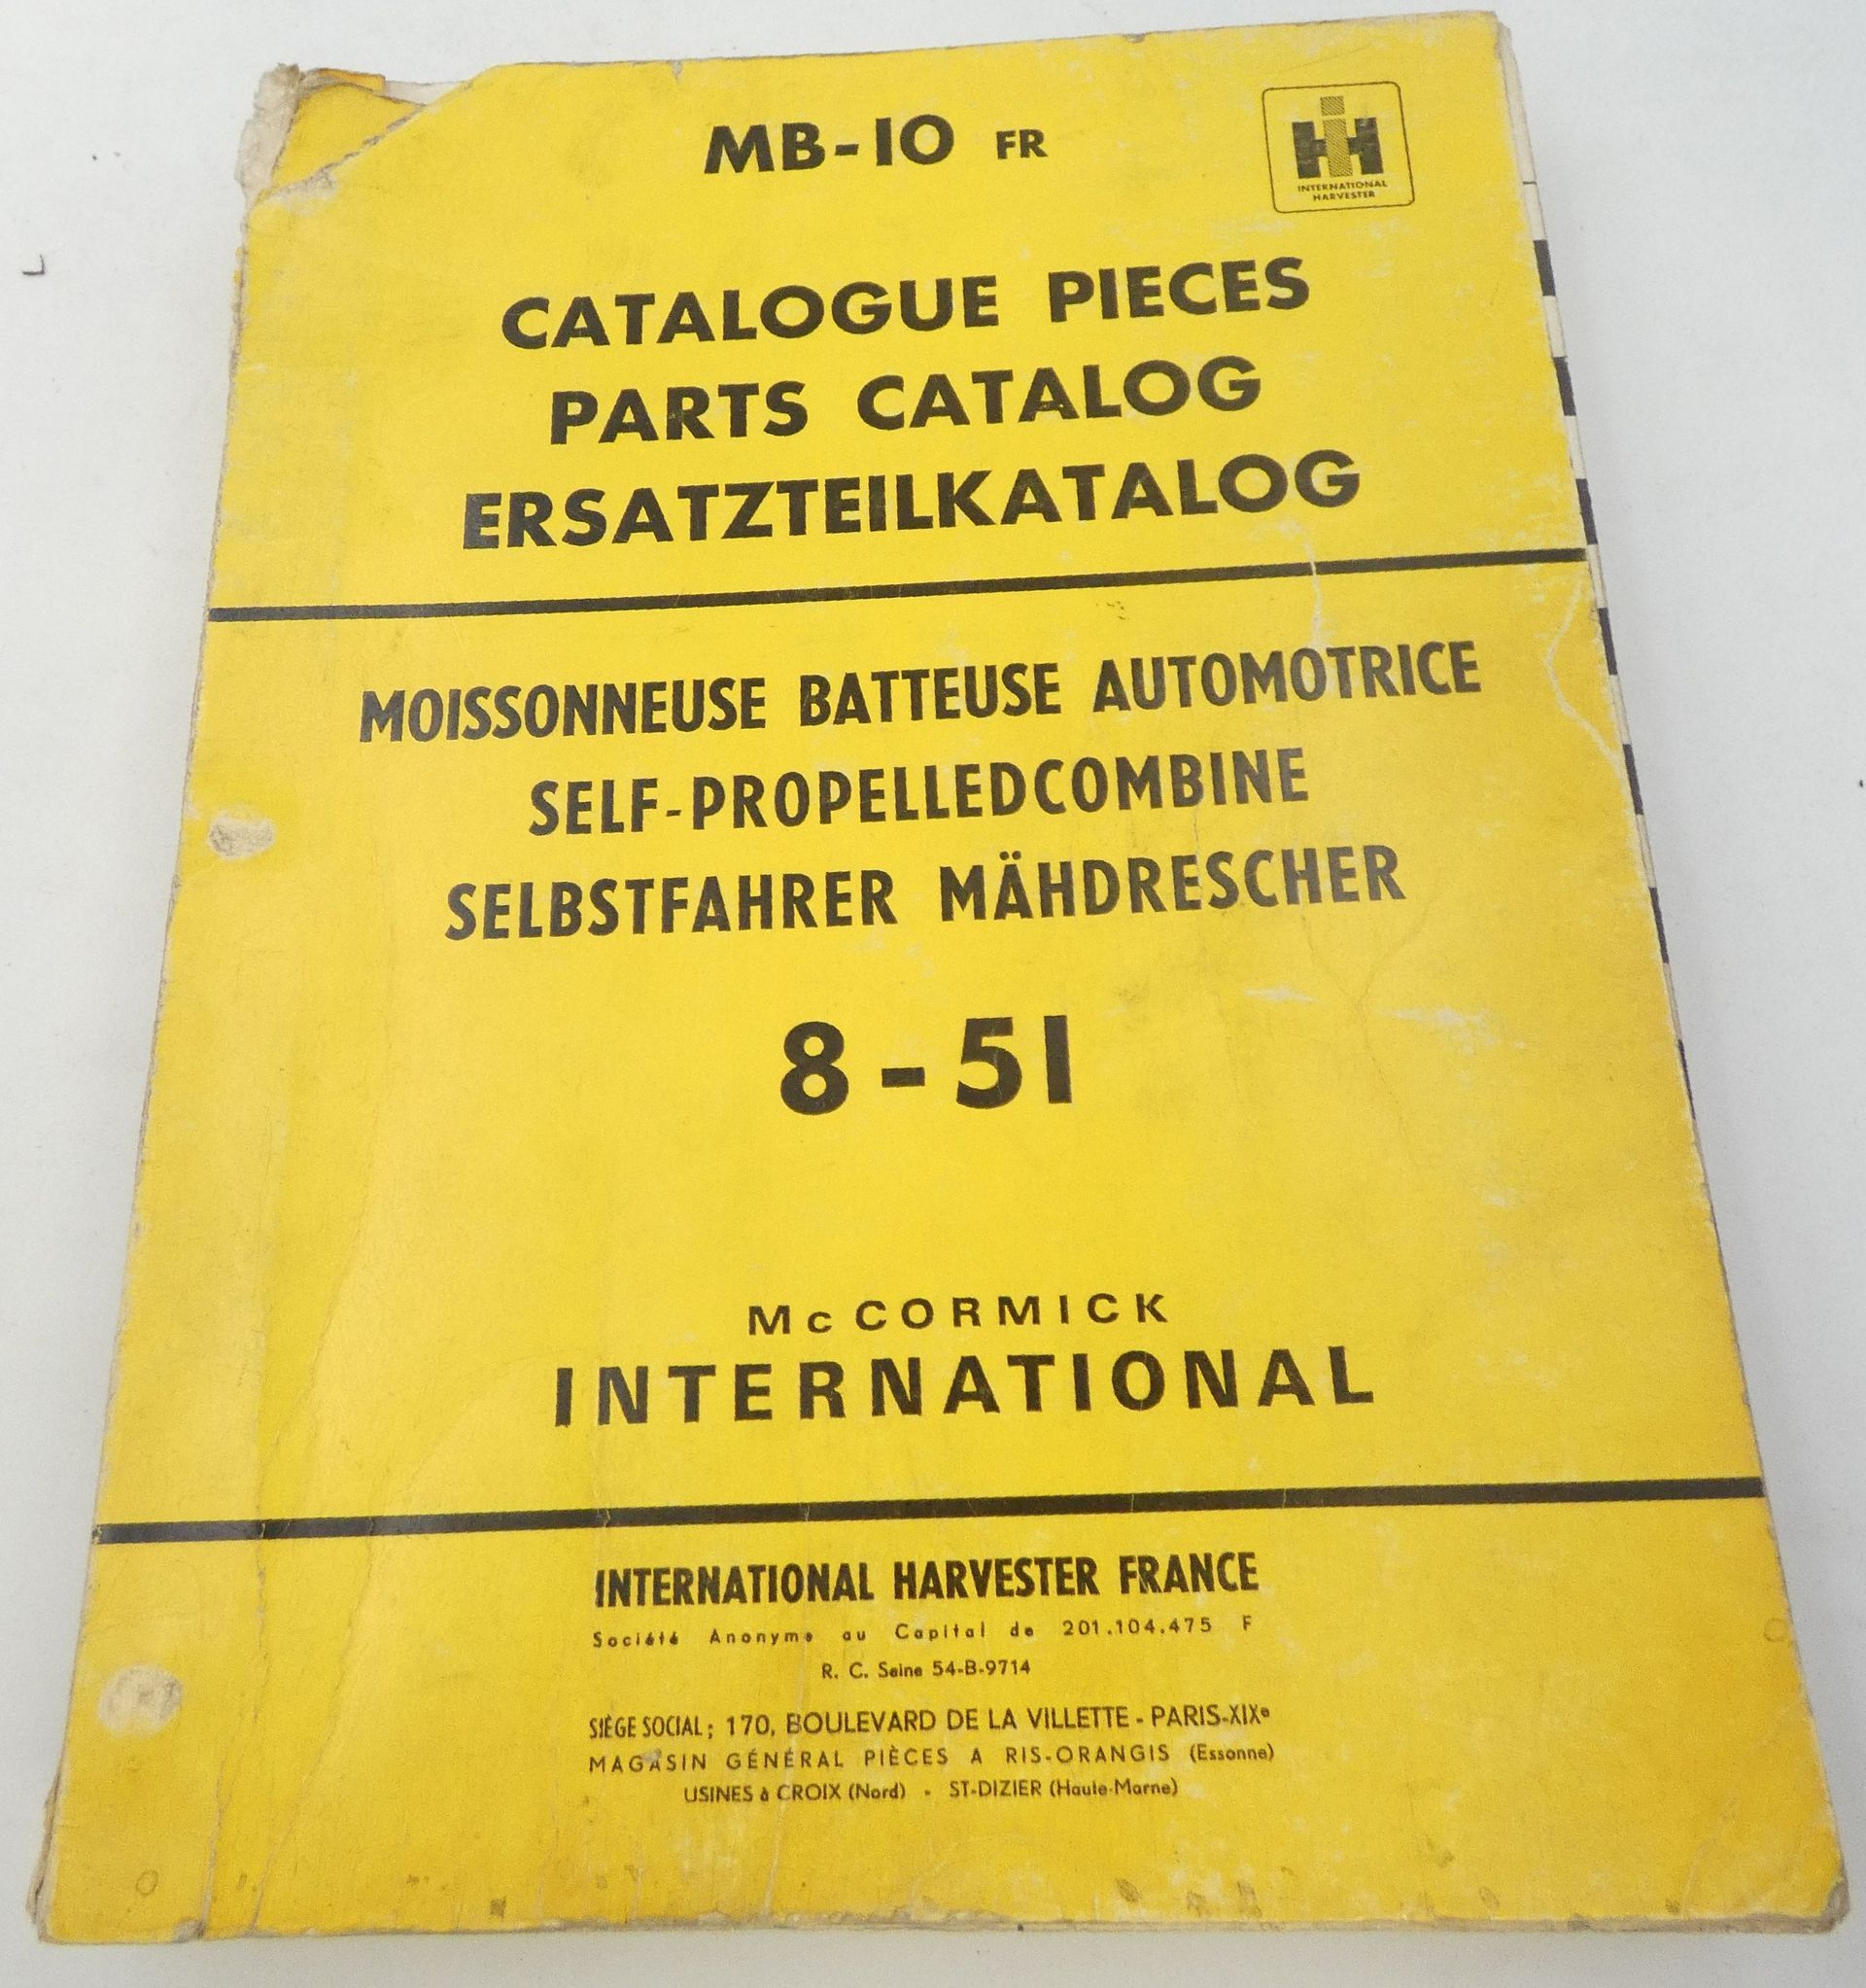 MB-10 FR
IH
INTERNATIONAL
HARVESTER
CATALOGUE PIECES
PARTS CATALOG
ERSATZTEILKATALOG
MOISSONNEUSE BATTEUSE AUTOMOTRICE
SELF-PROPELLEDCOMBINE
SELBSTFAHRER MÄHDRESCHER
8-51
McCORMICK
INTERNATIONAL
INTERNATIONAL HARVESTER FRANCE
Société Anonyme au Capital de 201.104.475 F
R. C. Seine 54-B-9714
SIÈGE SOCIAL; 170, BOULEVARD DE LA VILLETTE - PARIS-XIXe
MAGASIN GÉNÉRAL PIÈCES A RIS-ORANGIS (Essonne)
USINES à CROIX (Nord) - ST-DIZIER (Haute-Marne)